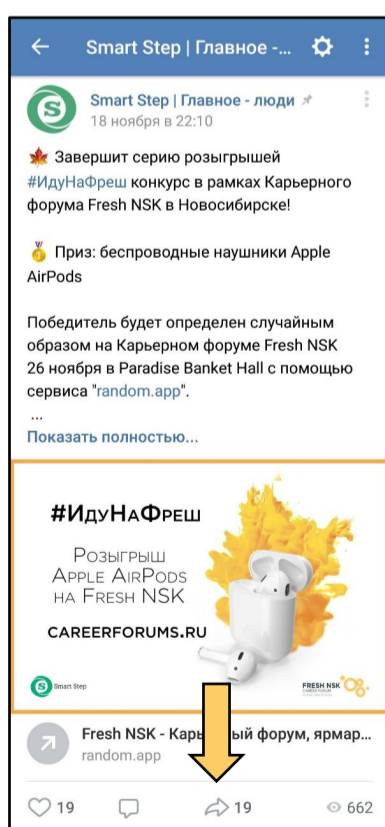 Smart Step | Главное -...
Smart Step | Главное - люди
18 ноября в 22:10
Завершит серию розыгрышей
#ИдуНаФреш конкурс в рамках Карьерного
форума Fresh NSK в Новосибирске!
Приз: беспроводные наушники Apple
AirPods
Победитель будет определен случайным
образом на Карьерном форуме Fresh NSK
26 ноября в Paradise Banket Hall с помощью
сервиса "random.app".
...
Показать полностью...
#ИдуНаФреш
Розыгрыш
Apple AirPods
на Fresh NSK
CAREERFORUMS.RU
S Smart Step
FRESH NSK
CAREER FORUM
Fresh NSK - Карь ый форум, ярмар...
random.app
19
19
662